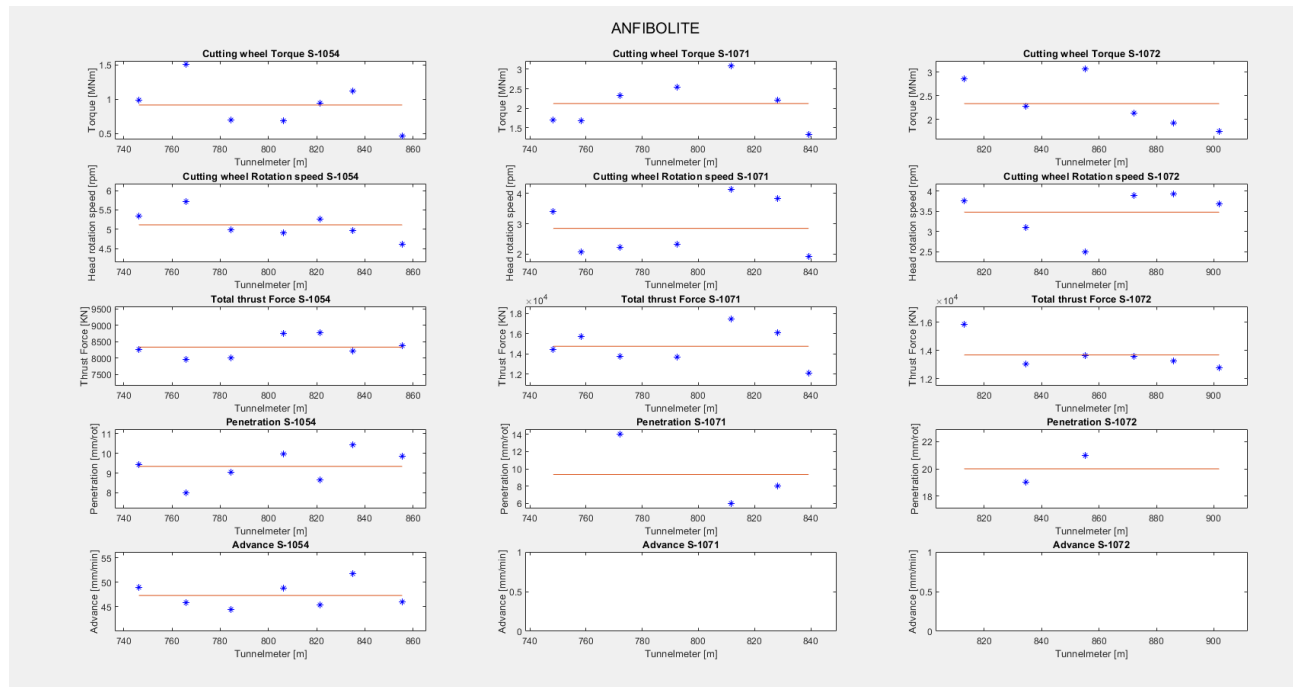 ANFIBOLITE
Cutting wheel Torque S-1054
Torque [MNm]
1.5
1
0.5
740 760 780 800 820 840 860
Tunnelmeter [m]
Cutting wheel Torque S-1071
Torque [MNm]
3
2.5
2
1.5
740 760 780 800 820 840
Tunnelmeter [m]
Cutting wheel Torque S-1072
Torque [MNm]
3
2.5
2
820 840 860 880 900
Tunnelmeter [m]
Cutting wheel Rotation speed S-1054
Head rotation speed [rpm]
6
5.5
5
4.5
740 760 780 800 820 840 860
Tunnelmeter [m]
Cutting wheel Rotation speed S-1071
Head rotation speed [rpm]
4
3
2
740 760 780 800 820 840
Tunnelmeter [m]
Cutting wheel Rotation speed S-1072
Head rotation speed [rpm]
4
3.5
3
2.5
820 840 860 880 900
Tunnelmeter [m]
Total thrust Force S-1054
Thrust Force [KN]
9500
9000
8500
8000
7500
740 760 780 800 820 840 860
Tunnelmeter [m]
Total thrust Force S-1071
×10⁴
Thrust Force [KN]
1.8
1.6
1.4
1.2
740 760 780 800 820 840
Tunnelmeter [m]
Total thrust Force S-1072
×10⁴
Thrust Force [KN]
1.6
1.4
1.2
820 840 860 880 900
Tunnelmeter [m]
Penetration S-1054
Penetration [mm/rot]
11
10
9
8
740 760 780 800 820 840 860
Tunnelmeter [m]
Penetration S-1071
Penetration [mm/rot]
14
12
10
8
6
740 760 780 800 820 840
Tunnelmeter [m]
Penetration S-1072
Penetration [mm/rot]
22
20
18
820 840 860 880 900
Tunnelmeter [m]
Advance S-1054
Advance [mm/min]
55
50
45
740 760 780 800 820 840 860
Tunnelmeter [m]
Advance S-1071
Advance [mm/min]
1
0.5
0
740 760 780 800 820 840
Tunnelmeter [m]
Advance S-1072
Advance [mm/min]
1
0.5
0
820 840 860 880 900
Tunnelmeter [m]